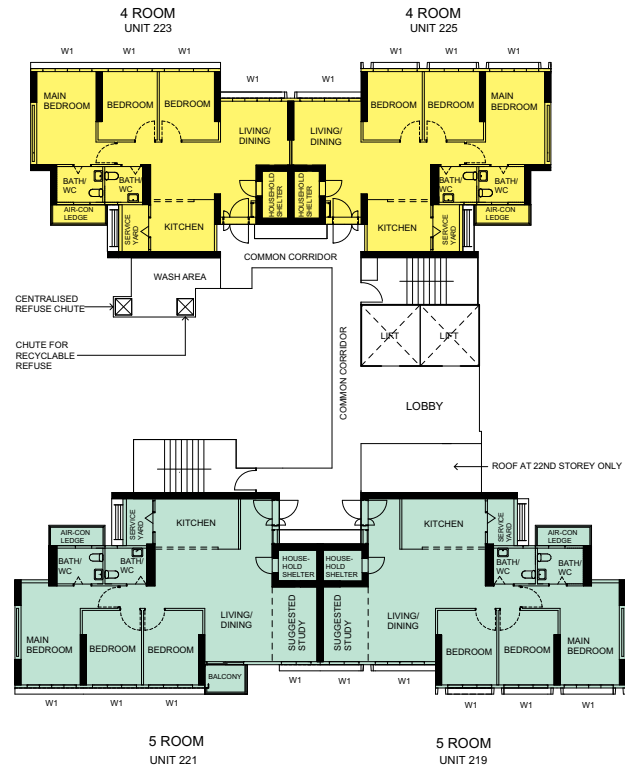 4 ROOM
UNIT 223
4 ROOM
UNIT 225
W1
W1
W1
W1
W1
W1
W1
W1
MAIN
BEDROOM
BEDROOM
BEDROOM
LIVING/
DINING
LIVING/
DINING
BEDROOM
BEDROOM
MAIN
BEDROOM
BATH/
WC
BATH/
WC
HOUSEHOLD
SHELTER
HOUSEHOLD
SHELTER
BATH/
WC
BATH/
WC
AIR-CON
LEDGE
SERVICE
YARD
KITCHEN
KITCHEN
SERVICE
YARD
AIR-CON
LEDGE
COMMON CORRIDOR
WASH AREA
CENTRALISED
REFUSE CHUTE
CHUTE FOR
RECYCLABLE
REFUSE
COMMON CORRIDOR
LIFT
LIFT
LOBBY
ROOF AT 22ND STOREY ONLY
KITCHEN
SERVICE
YARD
KITCHEN
SERVICE
YARD
AIR-CON
LEDGE
AIR-CON
LEDGE
BATH/
WC
BATH/
WC
HOUSE-
HOLD
SHELTER
HOUSE-
HOLD
SHELTER
BATH/
WC
BATH/
WC
MAIN
BEDROOM
BEDROOM
BEDROOM
LIVING/
DINING
SUGGESTED
STUDY
SUGGESTED
STUDY
LIVING/
DINING
BEDROOM
BEDROOM
MAIN
BEDROOM
BALCONY
W1
W1
W1
W1
W1
W1
W1
W1
W1
5 ROOM
UNIT 221
5 ROOM
UNIT 219